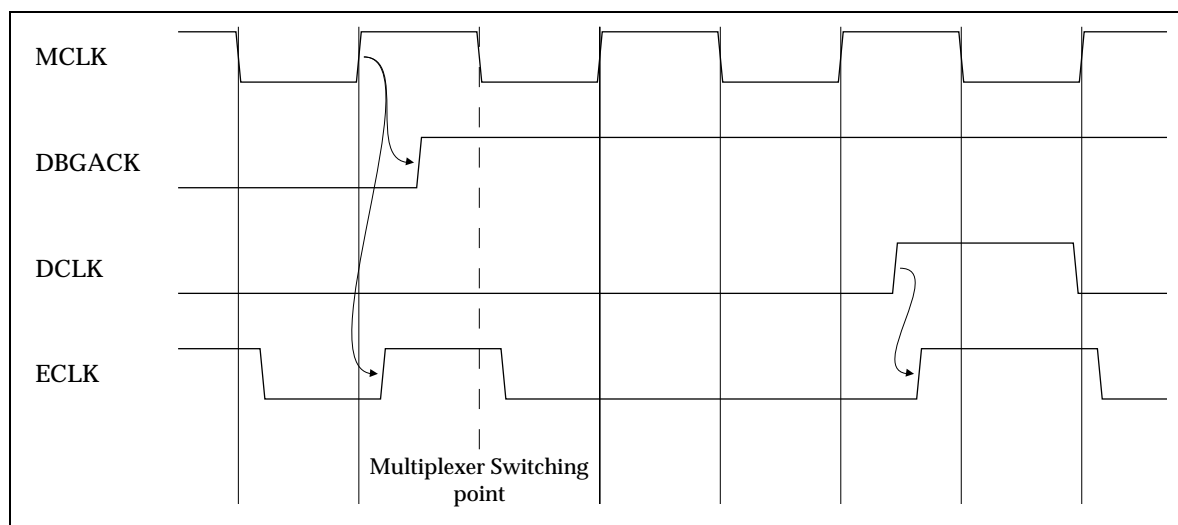 MCLK
DBGACK
DCLK
ECLK
Multiplexer Switching
point